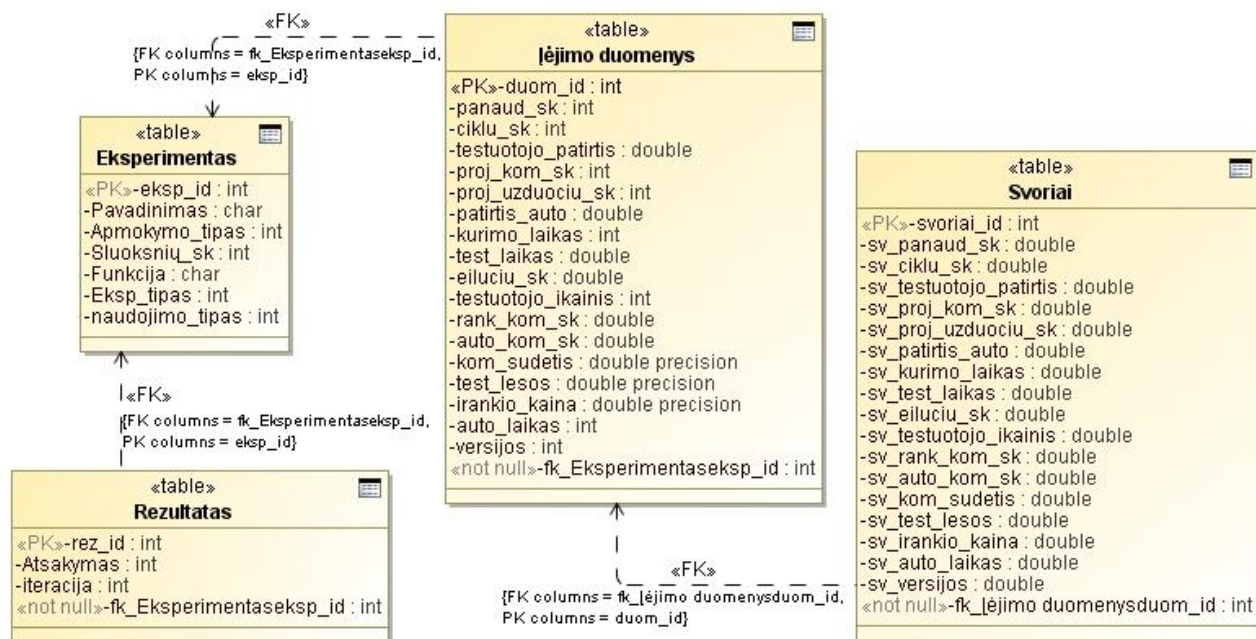 «FK»
{FK columns = fk_Eksperimentaseksp_id,
PK columns = eksp_id}
«table»
Įėjimo duomenys
«PK»-duom_id : int
-panaud_sk : int
-ciklu_sk : int
-testuotojo_patirtis : double
-proj_kom_sk : int
-proj_uzduociu_sk : int
-patirtis_auto : double
-kurimo_laikas : int
-test_laikas : double
-eiluciu_sk : double
-testuotojo_ikainis : int
-rank_kom_sk : double
-auto_kom_sk : double
-kom_sudetis : double precision
-test_lesos : double precision
-irankio_kaina : double precision
-auto_laikas : int
-versijos : int
«not null»-fk_Eksperimentaseksp_id : int
«table»
Eksperimentas
«PK»-eksp_id : int
-Pavadinimas : char
-Apmokymo_tipas : int
-Sluoksnių_sk : int
-Funkcija : char
-Eksp_tipas : int
-naudojimo_tipas : int
«FK»
{FK columns = fk_Eksperimentaseksp_id,
PK columns = eksp_id}
«table»
Rezultatas
«PK»-rez_id : int
-Atsakymas : int
-iteracija : int
«not null»-fk_Eksperimentaseksp_id : int
«table»
Svoriai
«PK»-svoriai_id : int
-sv_panaud_sk : double
-sv_ciklu_sk : double
-sv_testuotojo_patirtis : double
-sv_proj_kom_sk : double
-sv_proj_uzduociu_sk : double
-sv_patirtis_auto : double
-sv_kurimo_laikas : double
-sv_test_laikas : double
-sv_eiluciu_sk : double
-sv_testuotojo_ikainis : double
-sv_rank_kom_sk : double
-sv_auto_kom_sk : double
-sv_kom_sudetis : double
-sv_test_lesos : double
-sv_irankio_kaina : double
-sv_auto_laikas : double
-sv_versijos : double
«not null»-fk_Įėjimo duomenysduom_id : int
«FK»
{FK columns = fk_Įėjimo duomenysduom_id,
PK columns = duom_id}